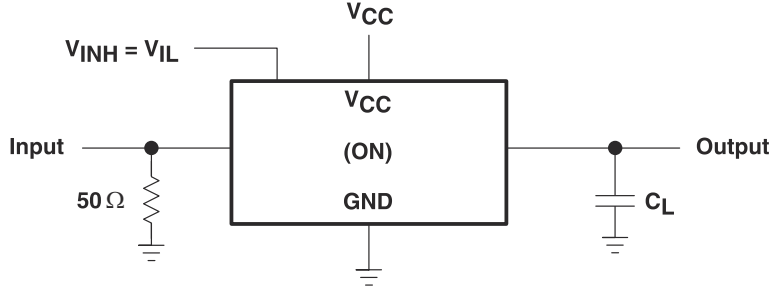 VCC
VINH = VIL
VCC
Input
(ON)
Output
50 Ω
GND
CL